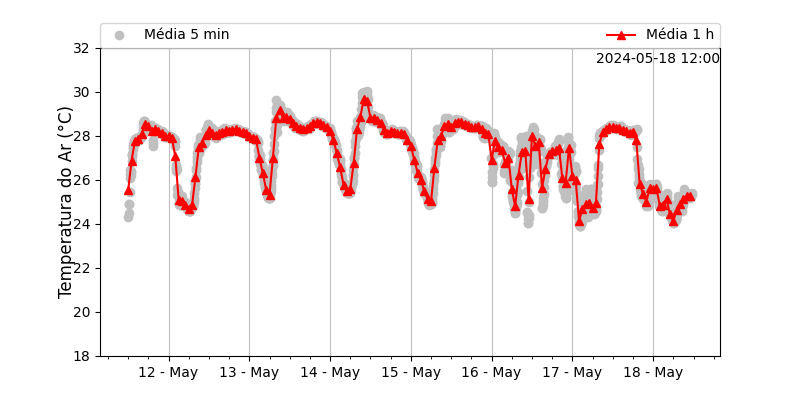 Média 5 min
Média 1 h
2024-05-18 12:00
Temperatura do Ar (°C)
32
30
28
26
24
22
20
18
12 - May
13 - May
14 - May
15 - May
16 - May
17 - May
18 - May